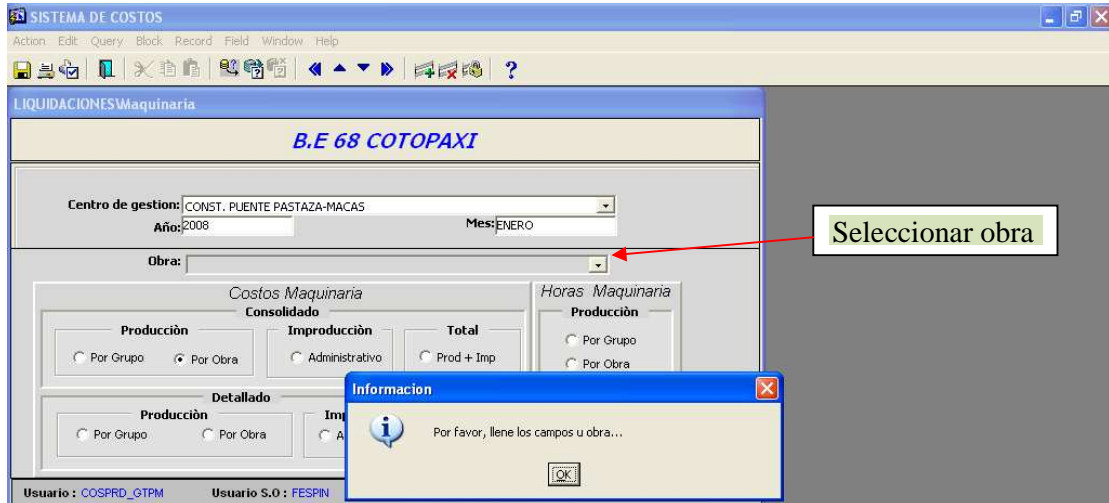 SISTEMA DE COSTOS
Action Edit Query Block Record Field Window Help
LIQUIDACIONES\Maquinaria
B.E 68 COTOPAXI
Centro de gestion: CONST. PUENTE PASTAZA-MACAS
Año: 2008 Mes: ENERO
Seleccionar obra
Obra:
Costos Maquinaria Horas Maquinaria
Consolidado Producciòn
Producciòn Improducciòn Total
Por Grupo Por Obra Administrativo Prod + Imp Por Grupo
Por Obra
Informacion
Detallado
Producciòn Imp
Por Grupo Por Obra A
Por favor, llene los campos u obra...
OK
Usuario : COSPRD_GTPM Usuario S.O : FESPIN